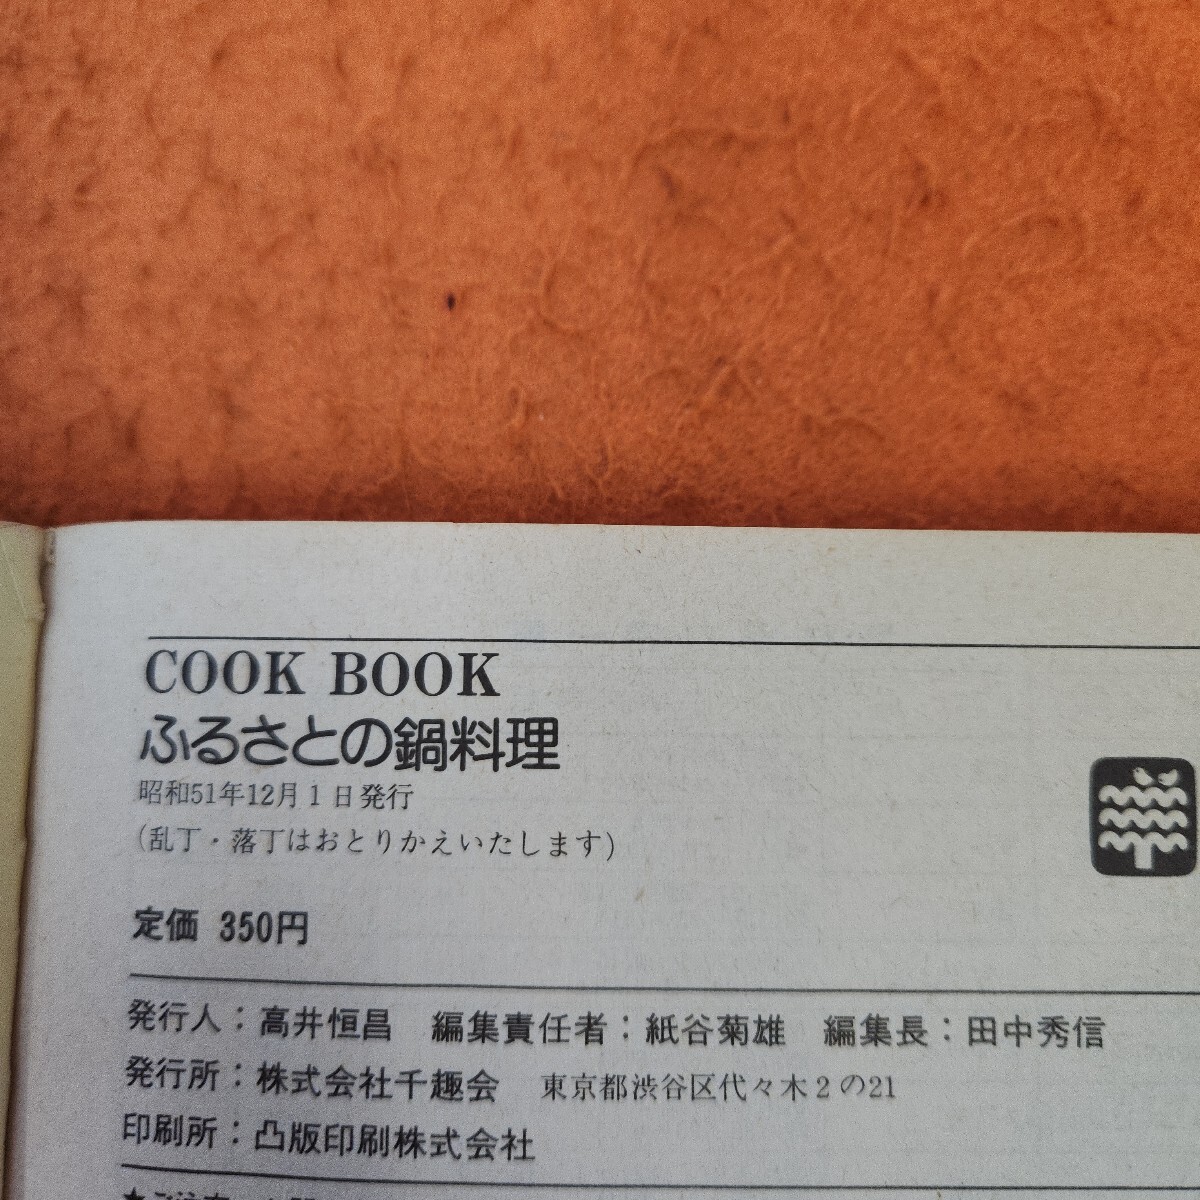 COOK BOOK
ふるさとの鍋料理
昭和51年12月1日発行
(乱丁・落丁はおとりかえいたします)
定価 350円
発行人：高井恒昌 編集責任者：紙谷菊雄 編集長：田中秀信
発行所：株式会社千趣会 東京都渋谷区代々木2の21
印刷所：凸版印刷株式会社